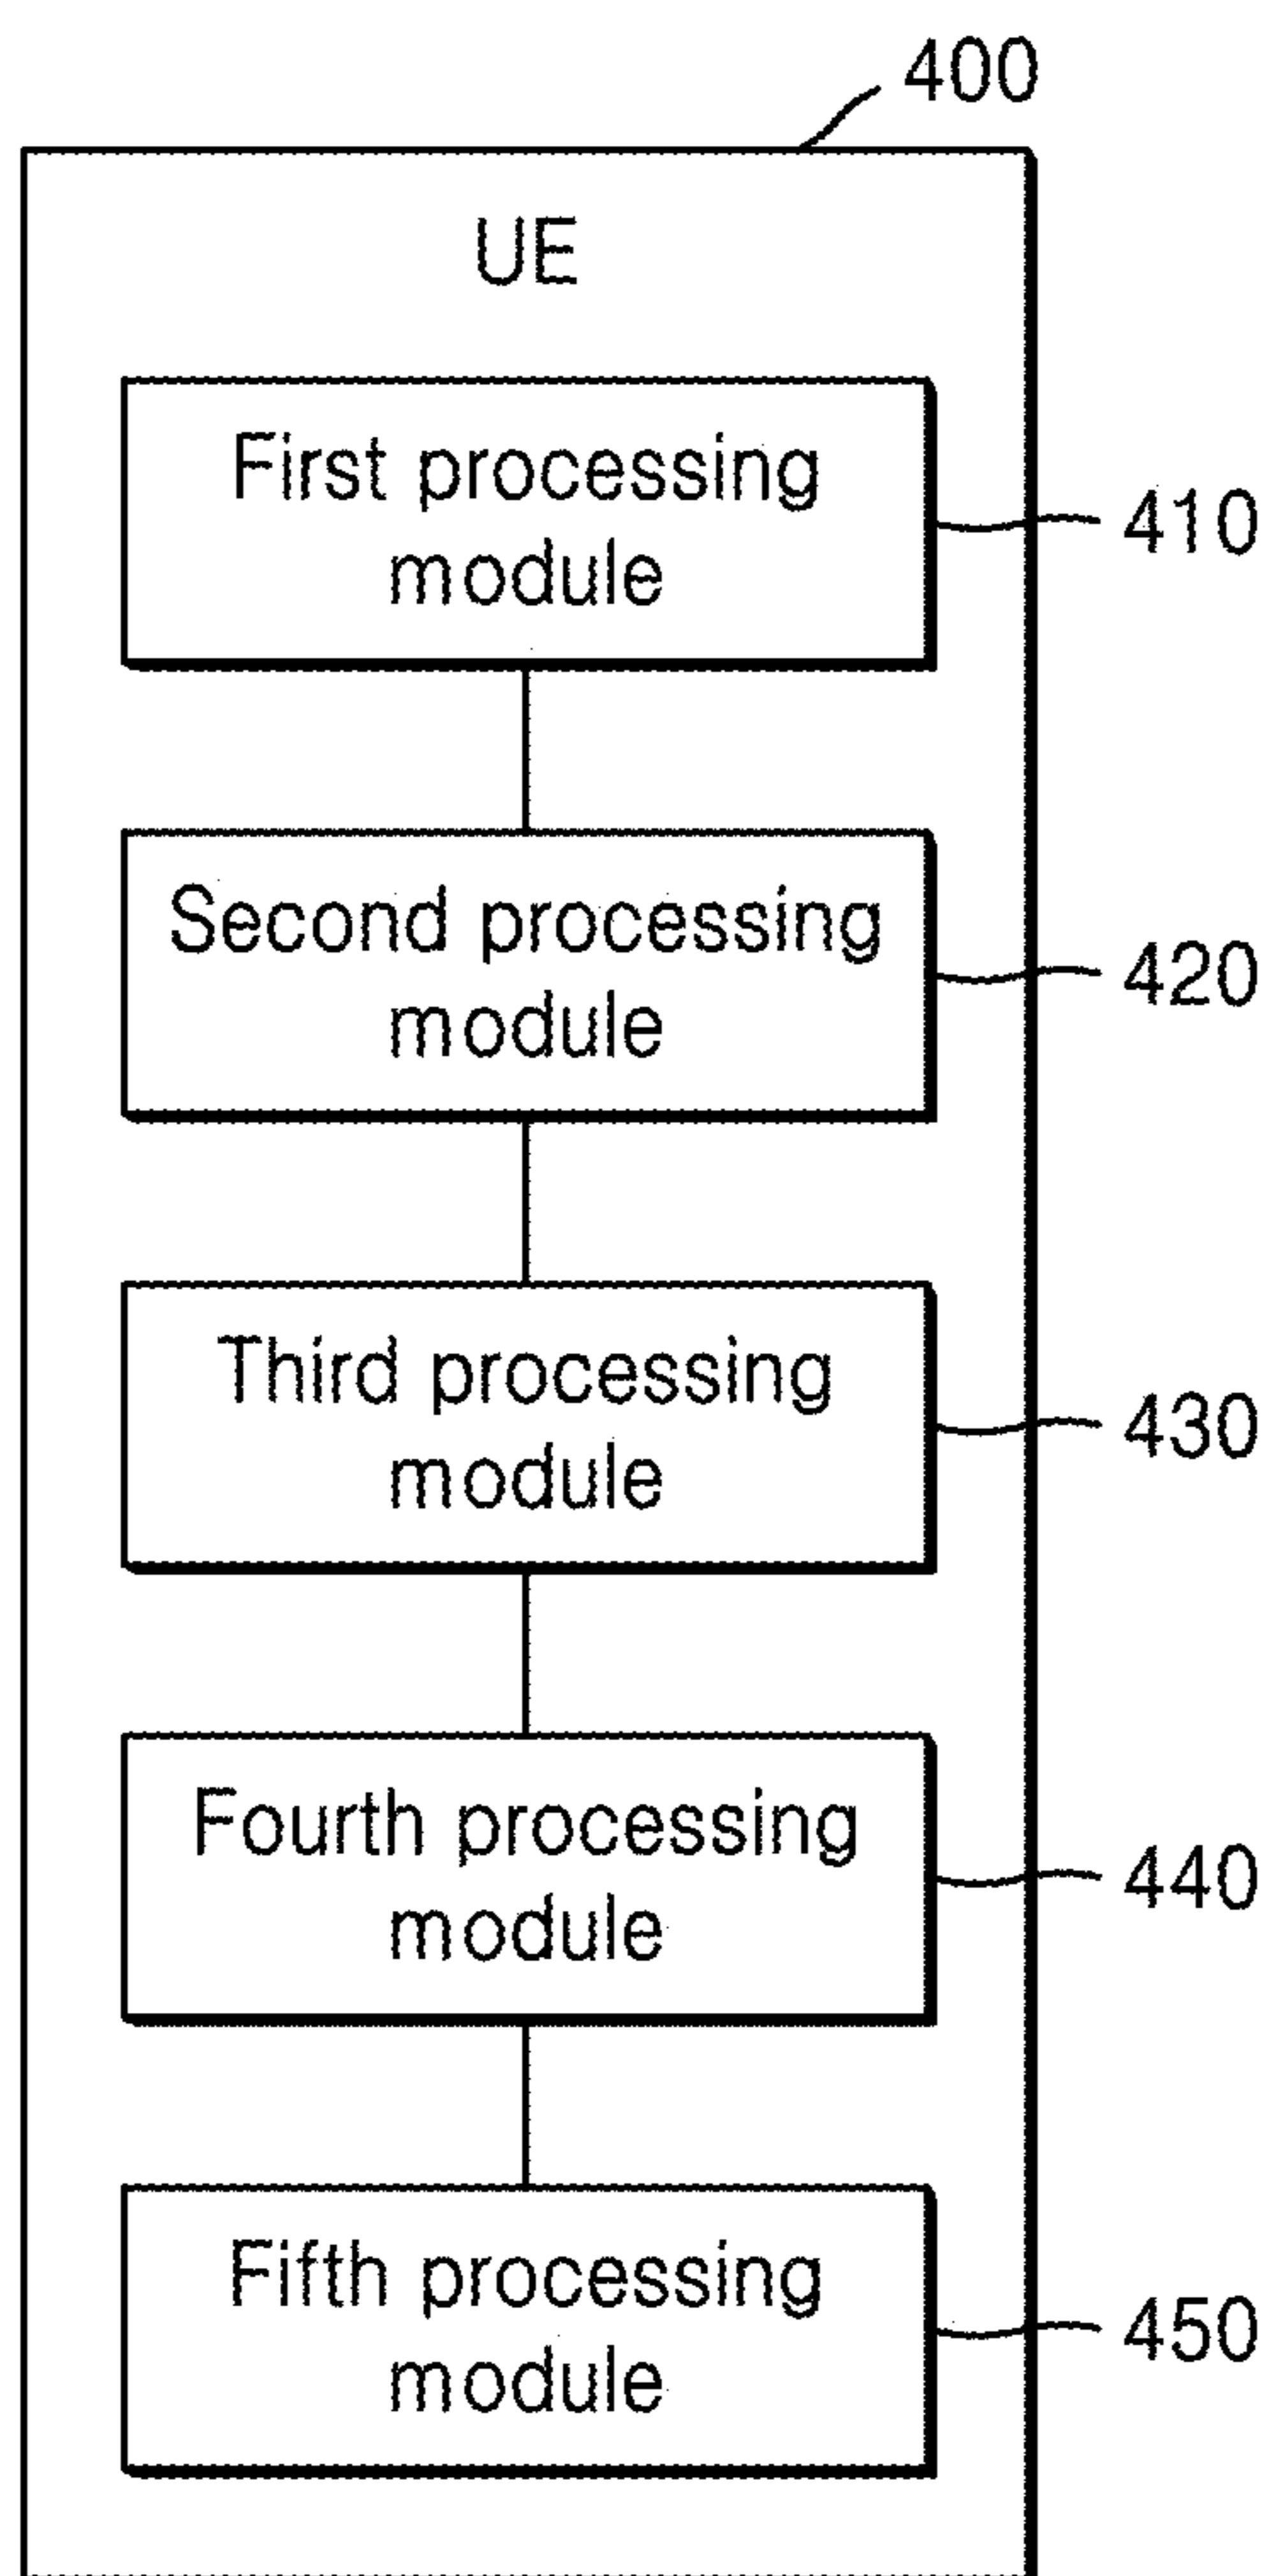 400
UE
First processing
module
410
Second processing
module
420
Third processing
module
430
Fourth processing
module
440
Fifth processing
module
450